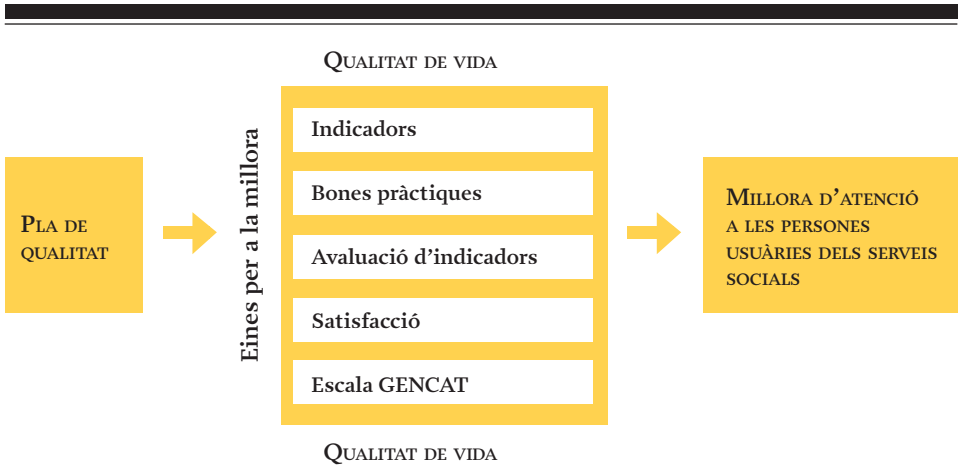 Qualitat de vida
Pla de
qualitat
Eines per a la millora
Indicadors
Bones pràctiques
Avaluació d’indicadors
Satisfacció
Escala GENCAT
Millora d’atenció
a les persones
usuàries dels serveis
socials
Qualitat de vida